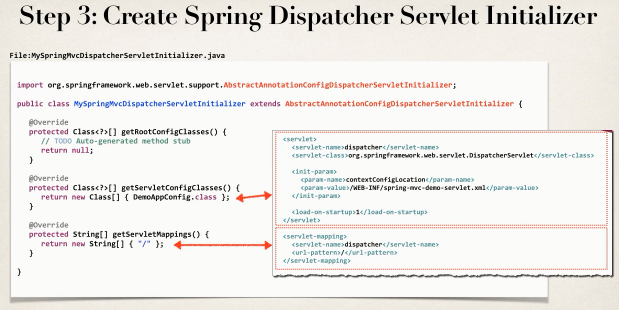 Step 3: Create Spring Dispatcher Servlet Initializer
File:MySpringMvcDispatcherServletInitializer.java
import org.springframework.web.servlet.support.AbstractAnnotationConfigDispatcherServletInitializer;
public class MySpringMvcDispatcherServletInitializer extends AbstractAnnotationConfigDispatcherServletInitializer {
@Override
protected Class<?>[] getRootConfigClasses() {
// TODO Auto-generated method stub
return null;
}
@Override
protected Class<?>[] getServletConfigClasses() {
return new Class[] { DemoAppConfig.class };
}
@Override
protected String[] getServletMappings() {
return new String[] { "/" };
}
}
<servlet>
<servlet-name>dispatcher</servlet-name>
<servlet-class>org.springframework.web.servlet.DispatcherServlet</servlet-class>
<init-param>
<param-name>contextConfigLocation</param-name>
<param-value>/WEB-INF/spring-mvc-demo-servlet.xml</param-value>
</init-param>
<load-on-startup>1</load-on-startup>
</servlet>
<servlet-mapping>
<servlet-name>dispatcher</servlet-name>
<url-pattern>/</url-pattern>
</servlet-mapping>